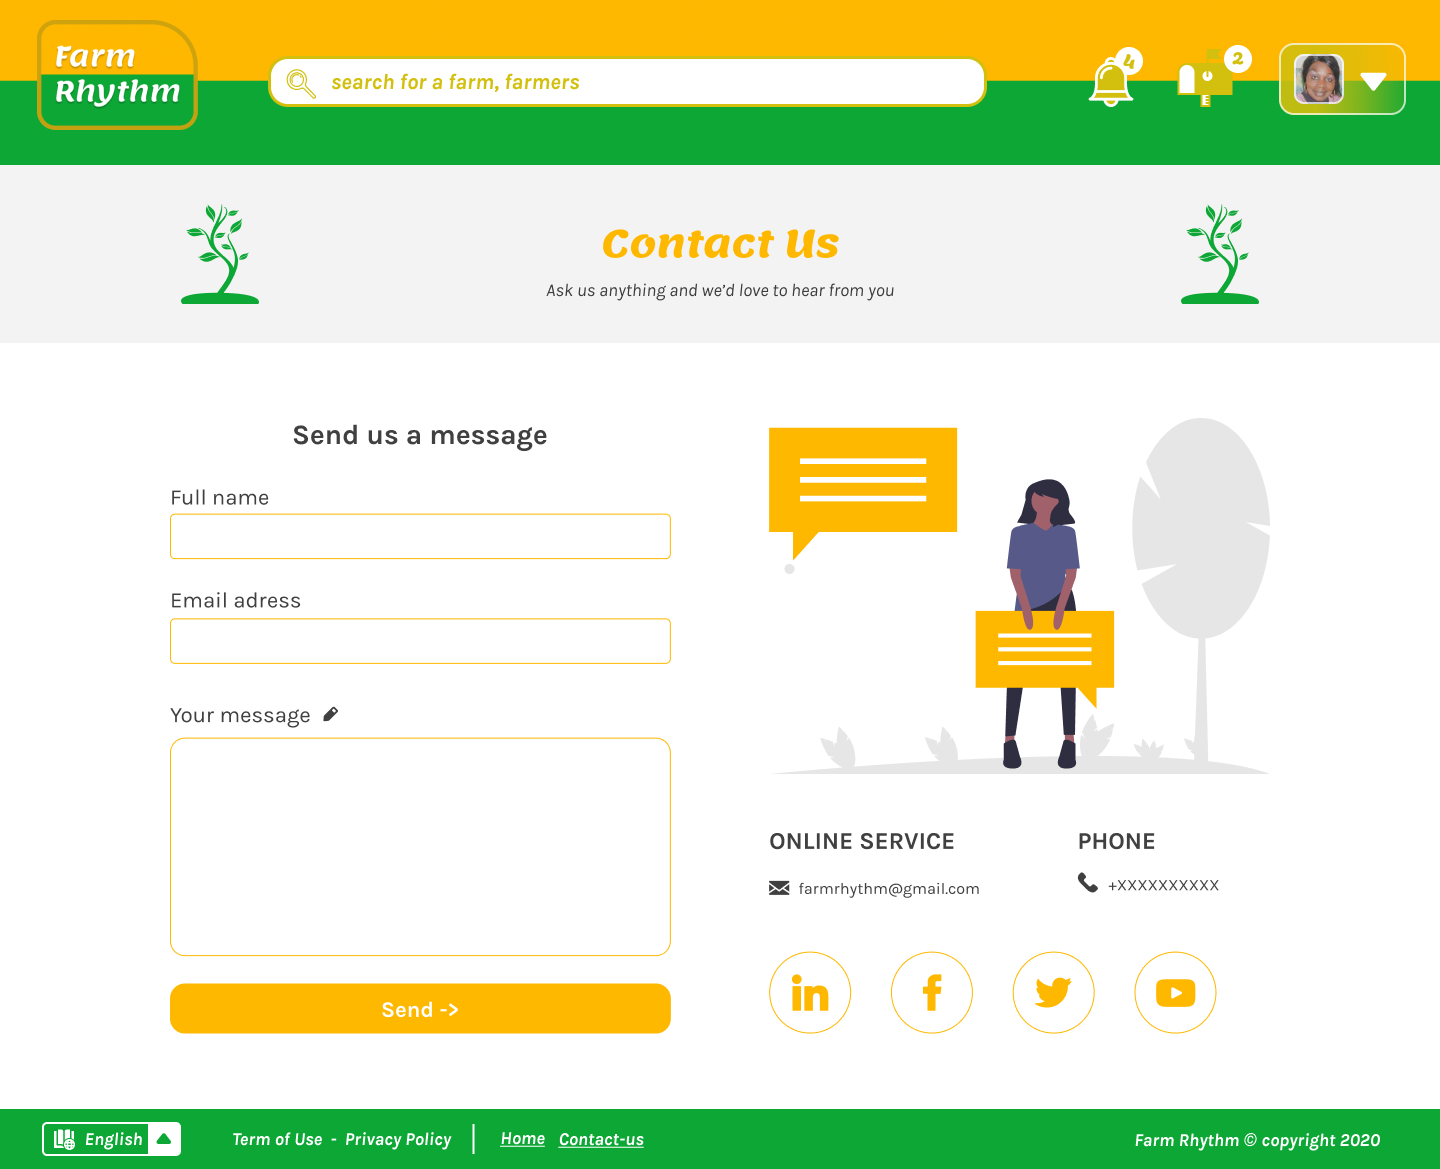 Farm
Rhythm
search for a farm, farmers
4
2
Contact Us
Ask us anything and we'd love to hear from you
Send us a message
Full name
Email adress
Your message
Send ->
ONLINE SERVICE
farmrhythm@gmail.com
PHONE
+XXXXXXXXXX
in
f
English
Term of Use - Privacy Policy
Home
Contact-us
Farm Rhythm © copyright 2020